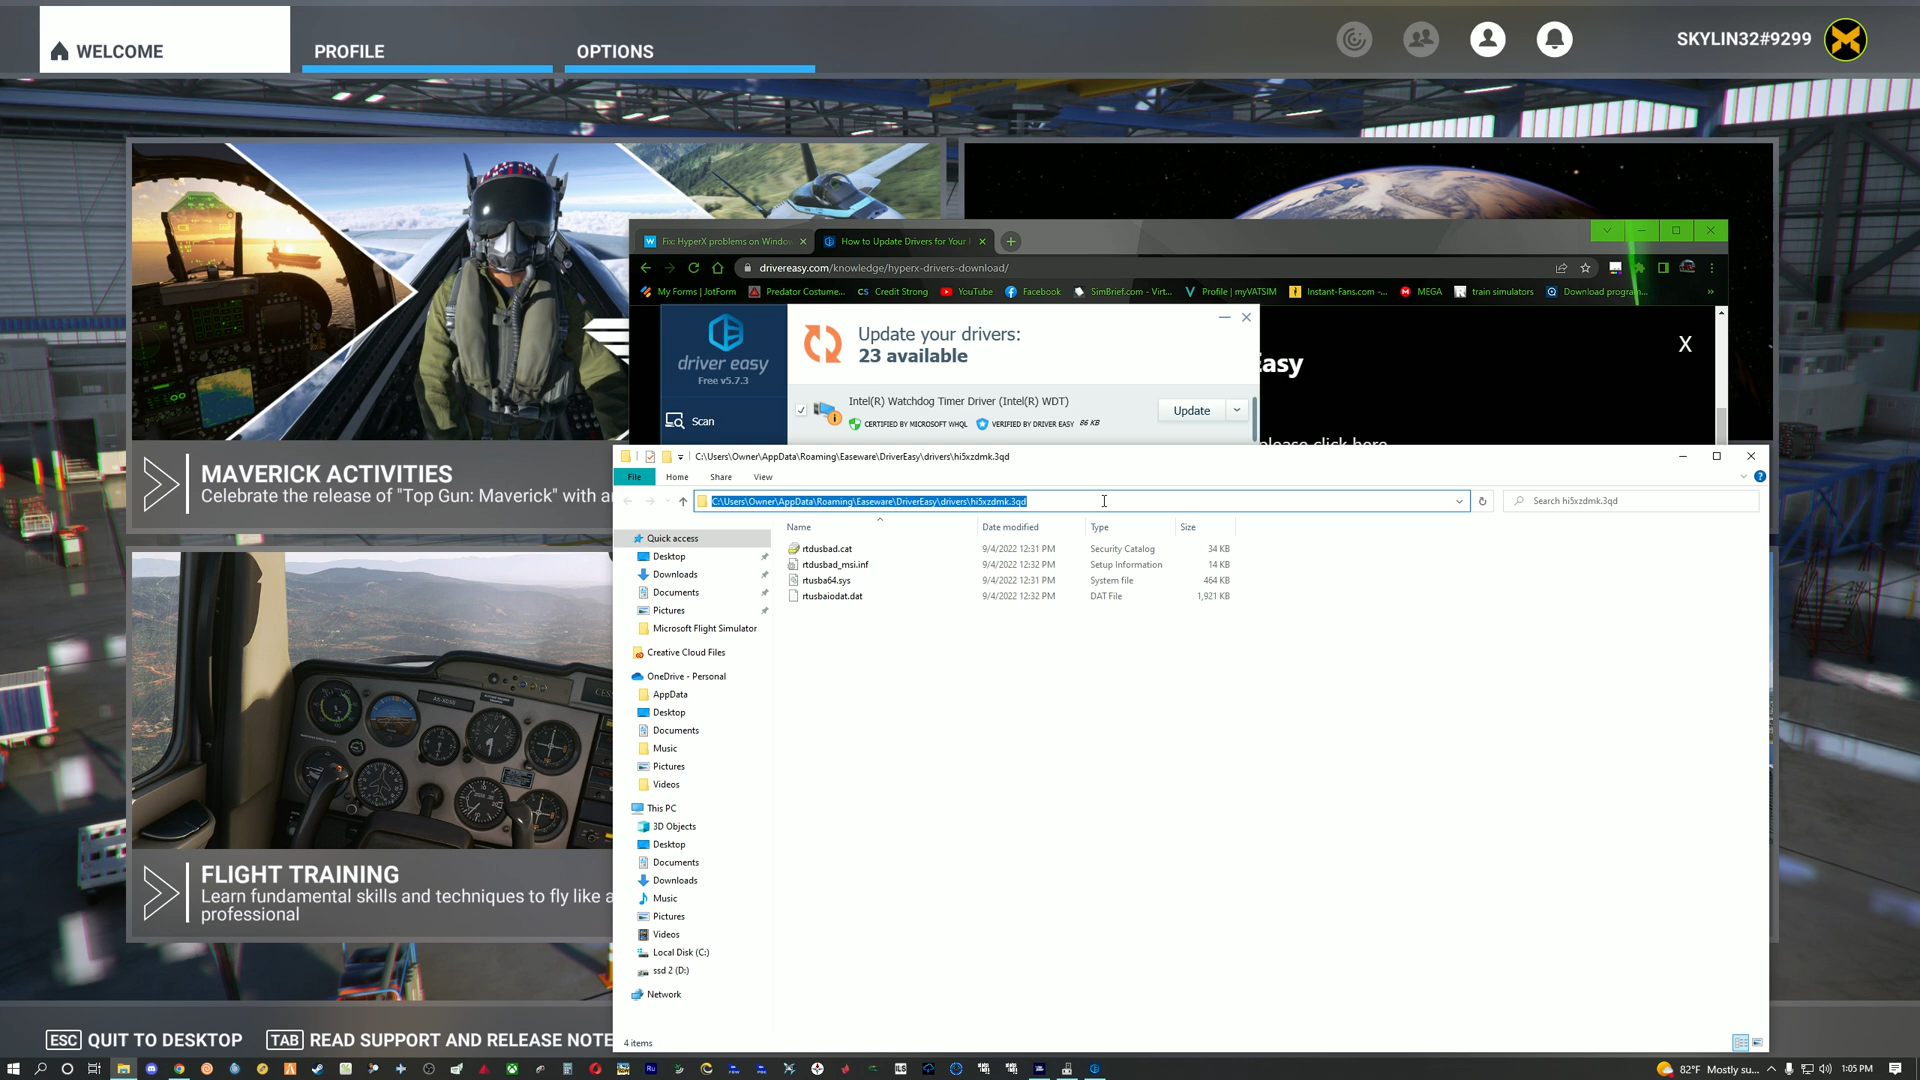 WELCOME
PROFILE
OPTIONS
SKYLIN32#9299
Fix: HyperX problems on Window
How to Update Drivers for Your
drivereasy.com/knowledge/hyperx-drivers-download/
My Forms | JotForm
Predator Costume...
CS Credit Strong
YouTube
Facebook
SimBrief.com - Virt...
Profile | myVATSIM
Instant-Fans.com -...
MEGA
train simulators
Download program...
»
driver easy
Free v5.7.3
Scan
Update your drivers:
23 available
Intel(R) Watchdog Timer Driver (Intel(R) WDT)
CERTIFIED BY MICROSOFT WHQL
VERIFIED BY DRIVER EASY
86 KB
Update
Easy
X
please click here
MAVERICK ACTIVITIES
Celebrate the release of "Top Gun: Maverick" with an
C:\Users\Owner\AppData\Roaming\Easeware\DriverEasy\drivers\hi5xzdmk.3qd
File
Home
Share
View
C:\Users\Owner\AppData\Roaming\Easeware\DriverEasy\drivers\hi5xzdmk.3qd
Search hi5xzdmk.3qd
Name
Date modified
Type
Size
rtdusbad.cat 9/4/2022 12:31 PM Security Catalog 34 KB
rtdusbad_msi.inf 9/4/2022 12:32 PM Setup Information 14 KB
rtusba64.sys 9/4/2022 12:31 PM System file 464 KB
rtusbaiodat.dat 9/4/2022 12:32 PM DAT File 1,921 KB
Quick access
Desktop
Downloads
Documents
Pictures
Microsoft Flight Simulator
Creative Cloud Files
OneDrive - Personal
AppData
Desktop
Documents
Music
Pictures
Videos
This PC
3D Objects
Desktop
Documents
Downloads
Music
Pictures
Videos
Local Disk (C:)
ssd 2 (D:)
Network
4 items
FLIGHT TRAINING
Learn fundamental skills and techniques to fly like a
professional
ESC QUIT TO DESKTOP
TAB READ SUPPORT AND RELEASE NOTE
82°F Mostly su...
1:05 PM